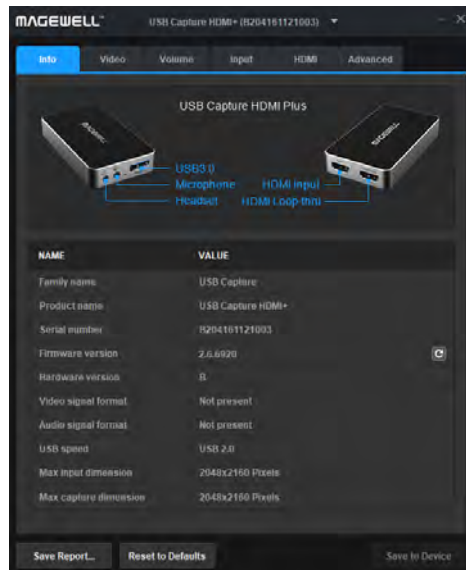 MAGEWELL™ USB Capture HDMI+ (B204161121003)
Info Video Volume Input HDMI Advanced
USB Capture HDMI Plus
MAGEWELL MAGEWELL
USB3.0
Microphone HDMI Input
Headset HDMI Loop-thru
NAME VALUE
Family name USB Capture
Product name USB Capture HDMI+
Serial number B204161121003
Firmware version 2.6.6920
Hardware version B
Video signal format Not present
Audio signal format Not present
USB speed USB 2.0
Max input dimension 2048x2160 Pixels
Max capture dimension 2048x2160 Pixels
Save Report... Reset to Defaults Save to Device